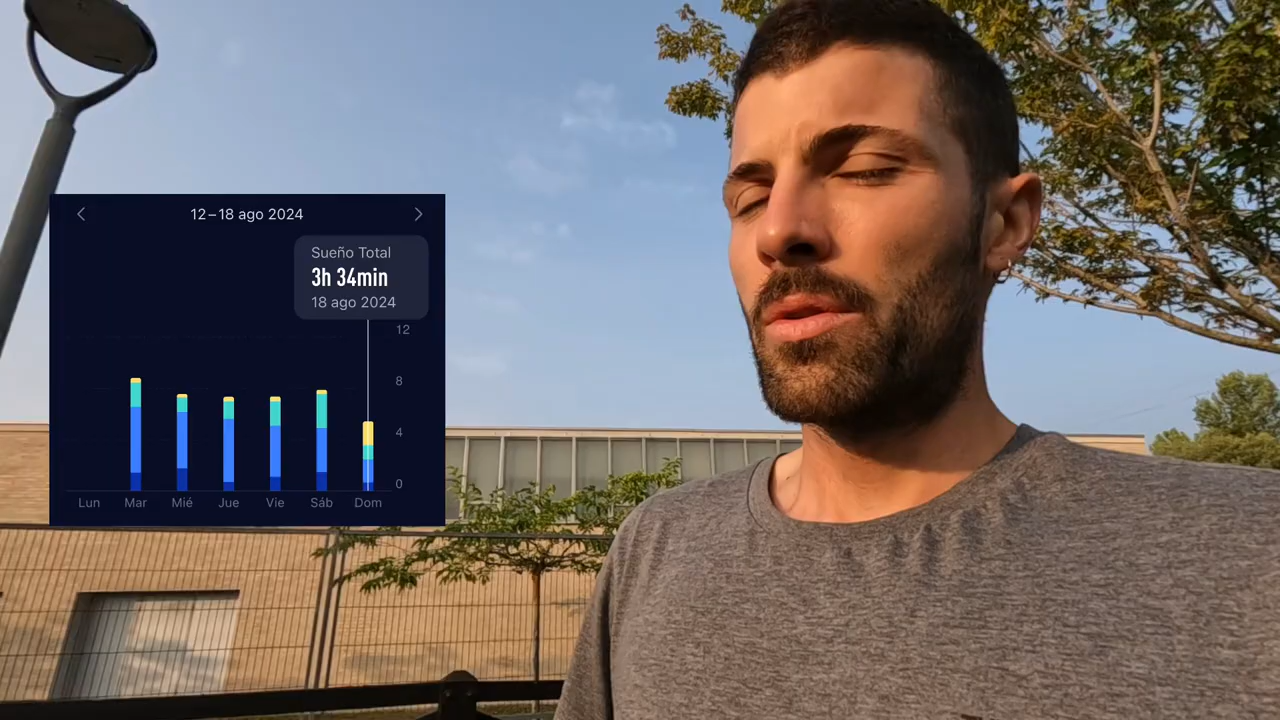 12–18 ago 2024
Sueño Total
3h 34min
18 ago 2024
12
8
4
0
Lun Mar Mié Jue Vie Sáb Dom